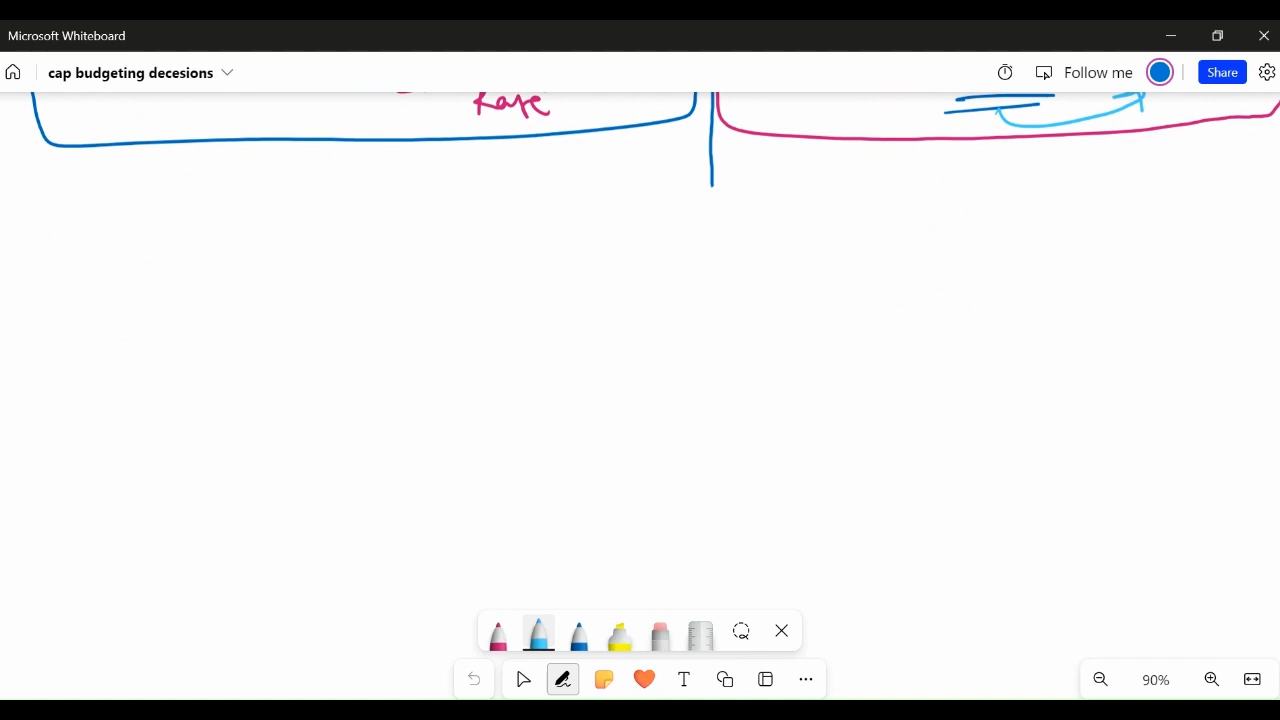 Microsoft Whiteboard
cap budgeting decesions
Follow me
Share
Rate
90%